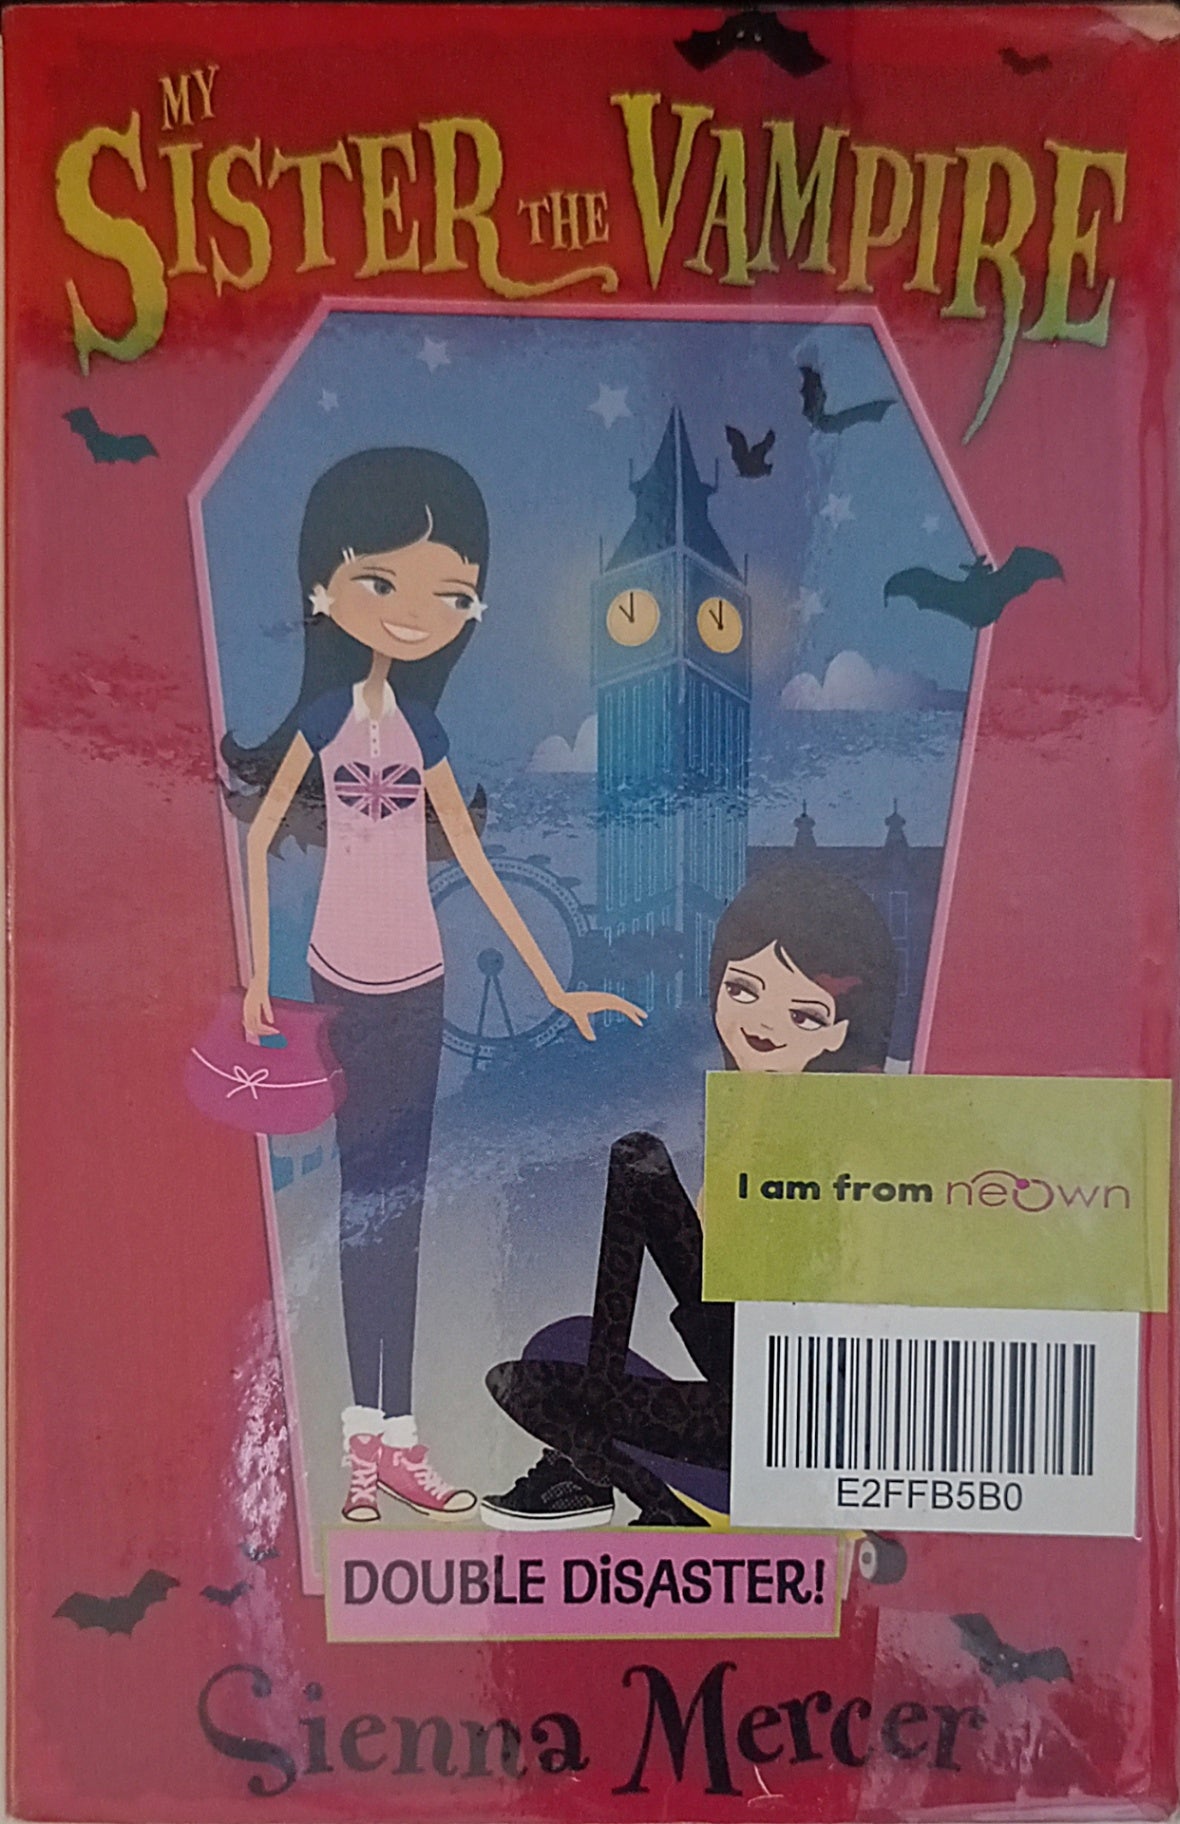 MY
SISTER THE VAMPIRE
I am from neown
E2FFB5B0
DOUBLE DiSASTER!
Sienna Mercer